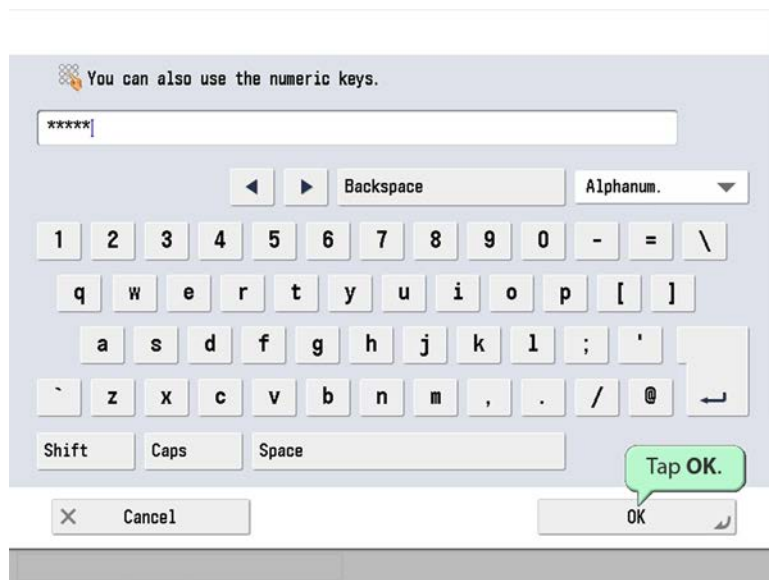 You can also use the numeric keys.
*****
Backspace Alphanum.
1 2 3 4 5 6 7 8 9 0 - = \
q w e r t y u i o p [ ]
a s d f g h j k l ; '
` z x c v b n m , . / @
Shift Caps Space
Tap OK.
Cancel OK